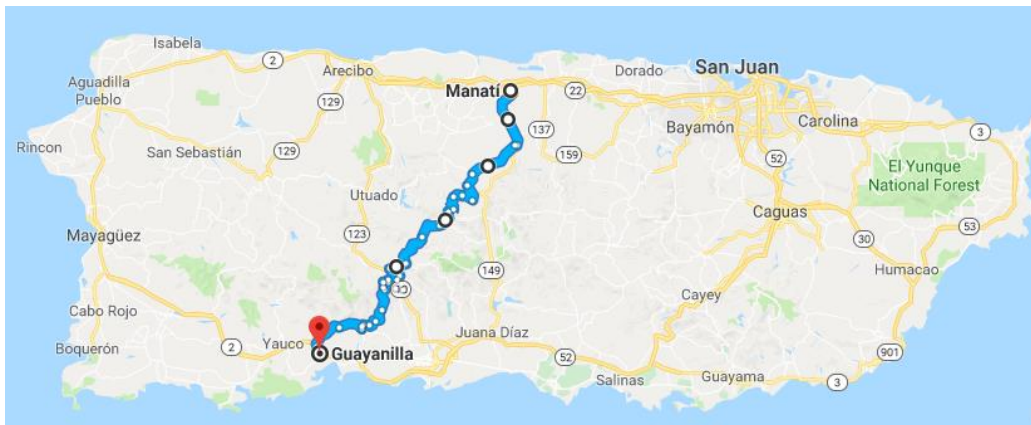 Isabela
2
Aguadilla
Pueblo
Arecibo
129
Manatí
22
Dorado
San Juan
Bayamón
Carolina
3
Rincon
San Sebastián
129
137
159
52
El Yunque
National Forest
Utuado
Caguas
53
Mayagüez
123
149
30
Humacao
Cabo Rojo
Cayey
Boquerón
2
Yauco
Guayanilla
Juana Díaz
52
Salinas
Guayama
3
901